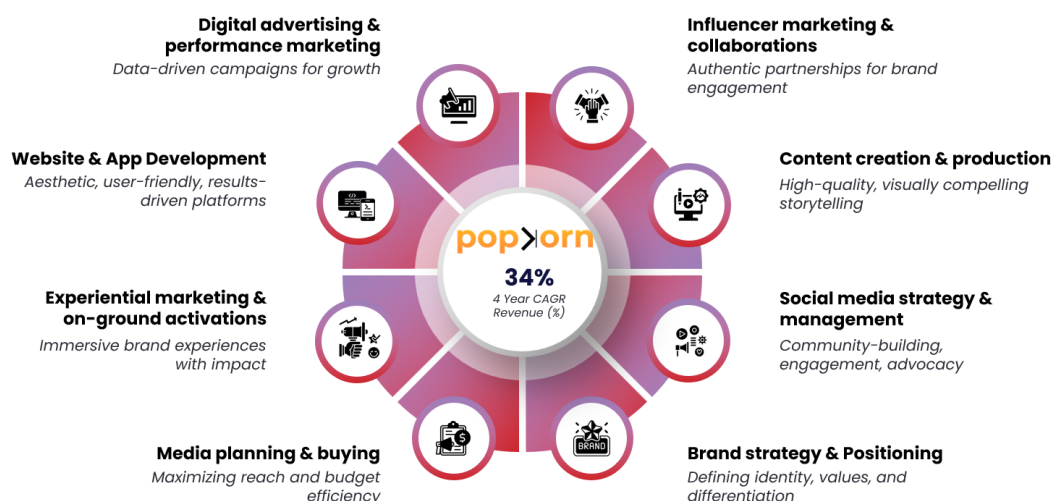 Digital advertising &
performance marketing
Data-driven campaigns for growth
Influencer marketing &
collaborations
Authentic partnerships for brand
engagement
Website & App Development
Aesthetic, user-friendly, results-
driven platforms
Content creation & production
High-quality, visually compelling
storytelling
popkorn
34%
4 Year CAGR
Revenue (%)
Experiential marketing &
on-ground activations
Immersive brand experiences
with impact
Social media strategy &
management
Community-building,
engagement, advocacy
Media planning & buying
Maximizing reach and budget
efficiency
BRAND
Brand strategy & Positioning
Defining identity, values, and
differentiation